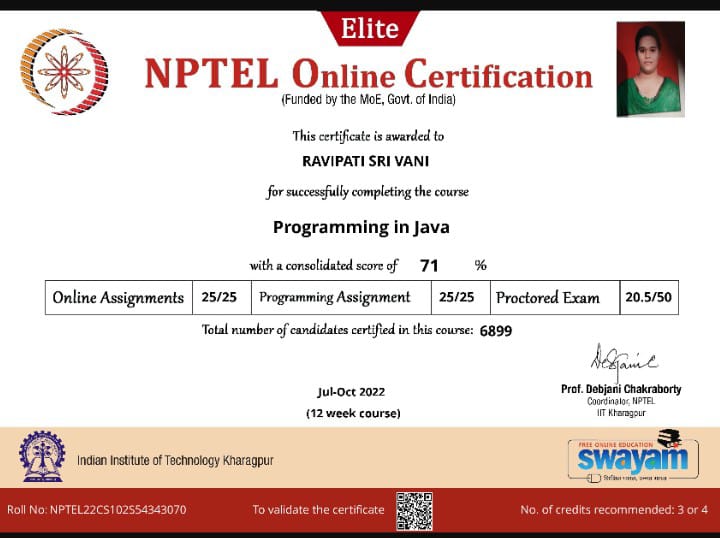 Elite
NPTEL Online Certification
(Funded by the MoE, Govt. of India)
This certificate is awarded to
RAVIPATI SRI VANI
for successfully completing the course
Programming in Java
with a consolidated score of 71 %
Online Assignments 25/25 Programming Assignment 25/25 Proctored Exam 20.5/50
Total number of candidates certified in this course: 6899
Jul-Oct 2022
(12 week course)
Prof. Debjani Chakraborty
Coordinator, NPTEL
IIT Kharagpur
Indian Institute of Technology Kharagpur
FREE ONLINE EDUCATION
swayam
शिक्षित भारत, उन्नत भारत
Roll No: NPTEL22CS102S54343070 To validate the certificate No. of credits recommended: 3 or 4